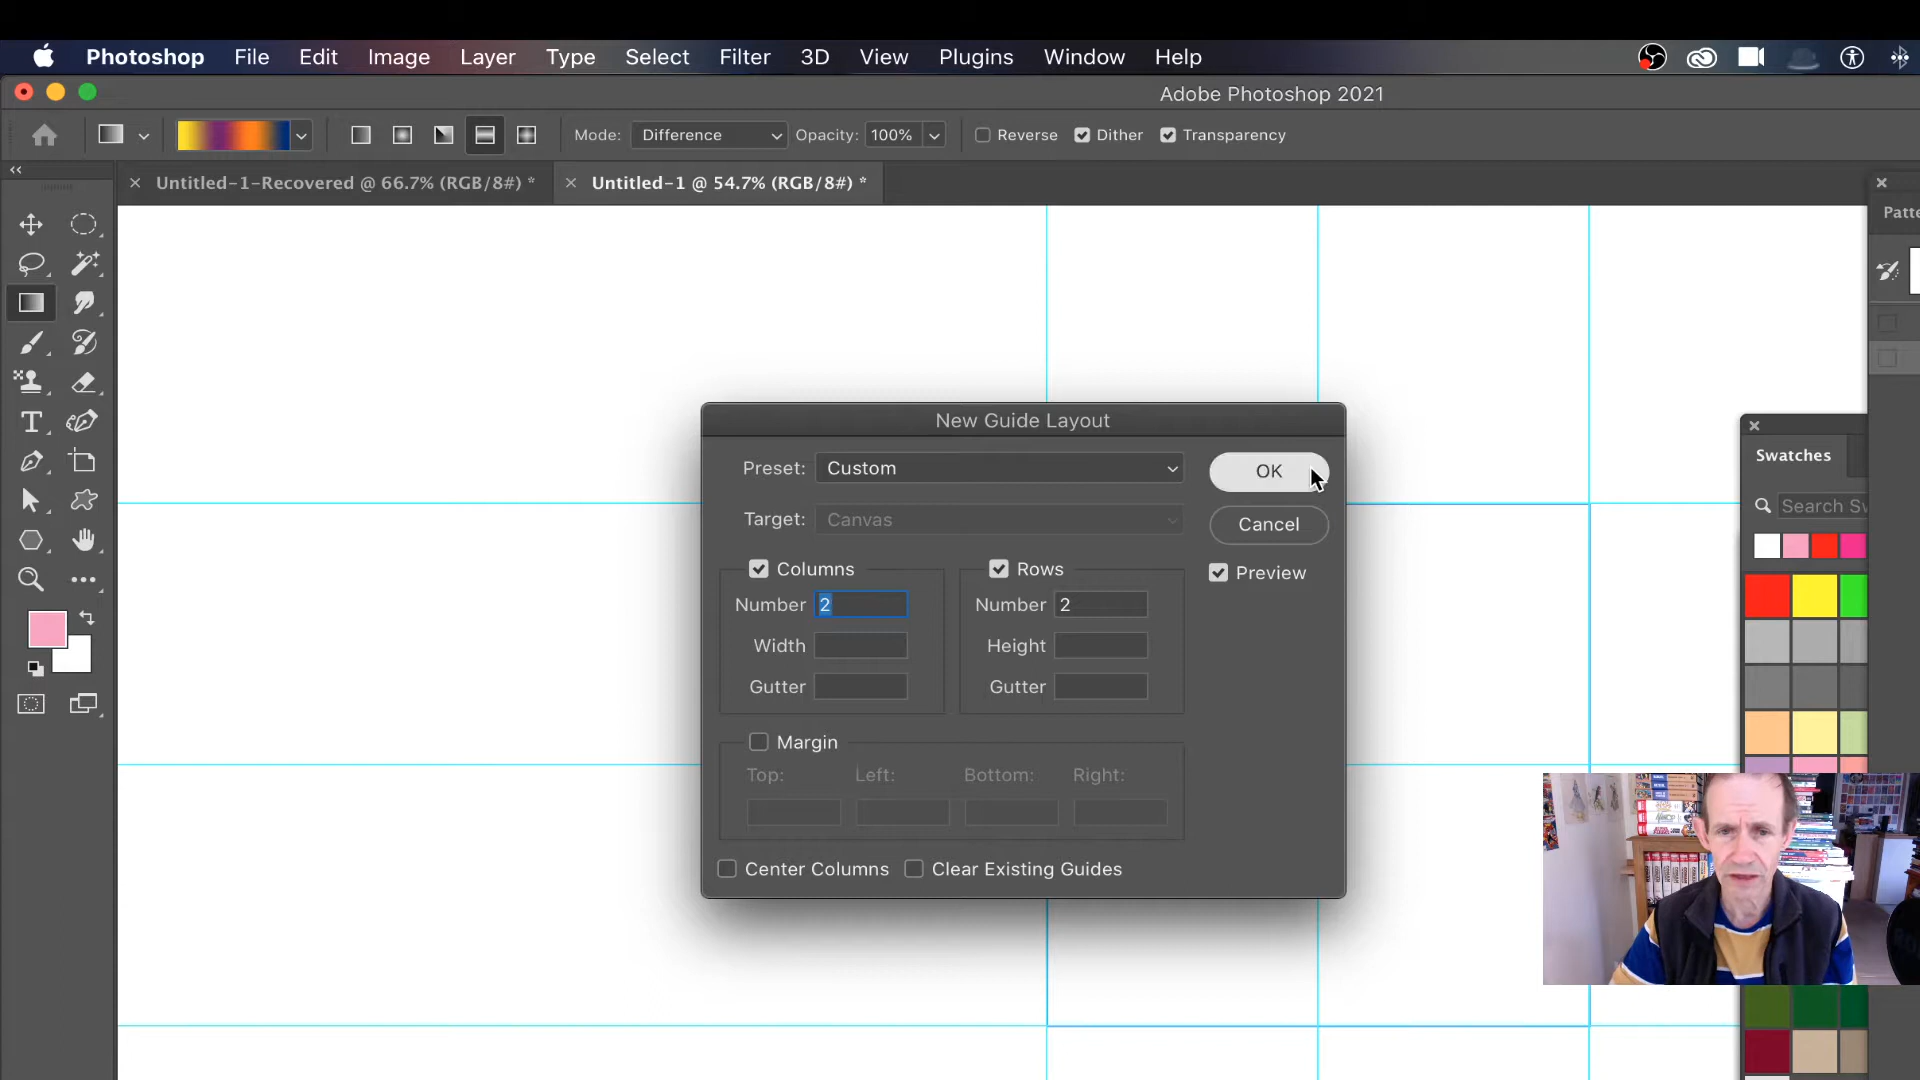 Photoshop File Edit Image Layer Type Select Filter 3D View Plugins Window Help
Adobe Photoshop 2021
Mode: Difference Opacity: 100% Reverse Dither Transparency
Untitled-1-Recovered @ 66.7% (RGB/8#) * Untitled-1 @ 54.7% (RGB/8#) *
Patte
New Guide Layout
Preset: Custom OK
Target: Canvas Cancel
Columns Rows Preview
Number 2 Number 2
Width Height
Gutter Gutter
Margin
Top: Left: Bottom: Right:
Center Columns Clear Existing Guides
Swatches
Search Sw